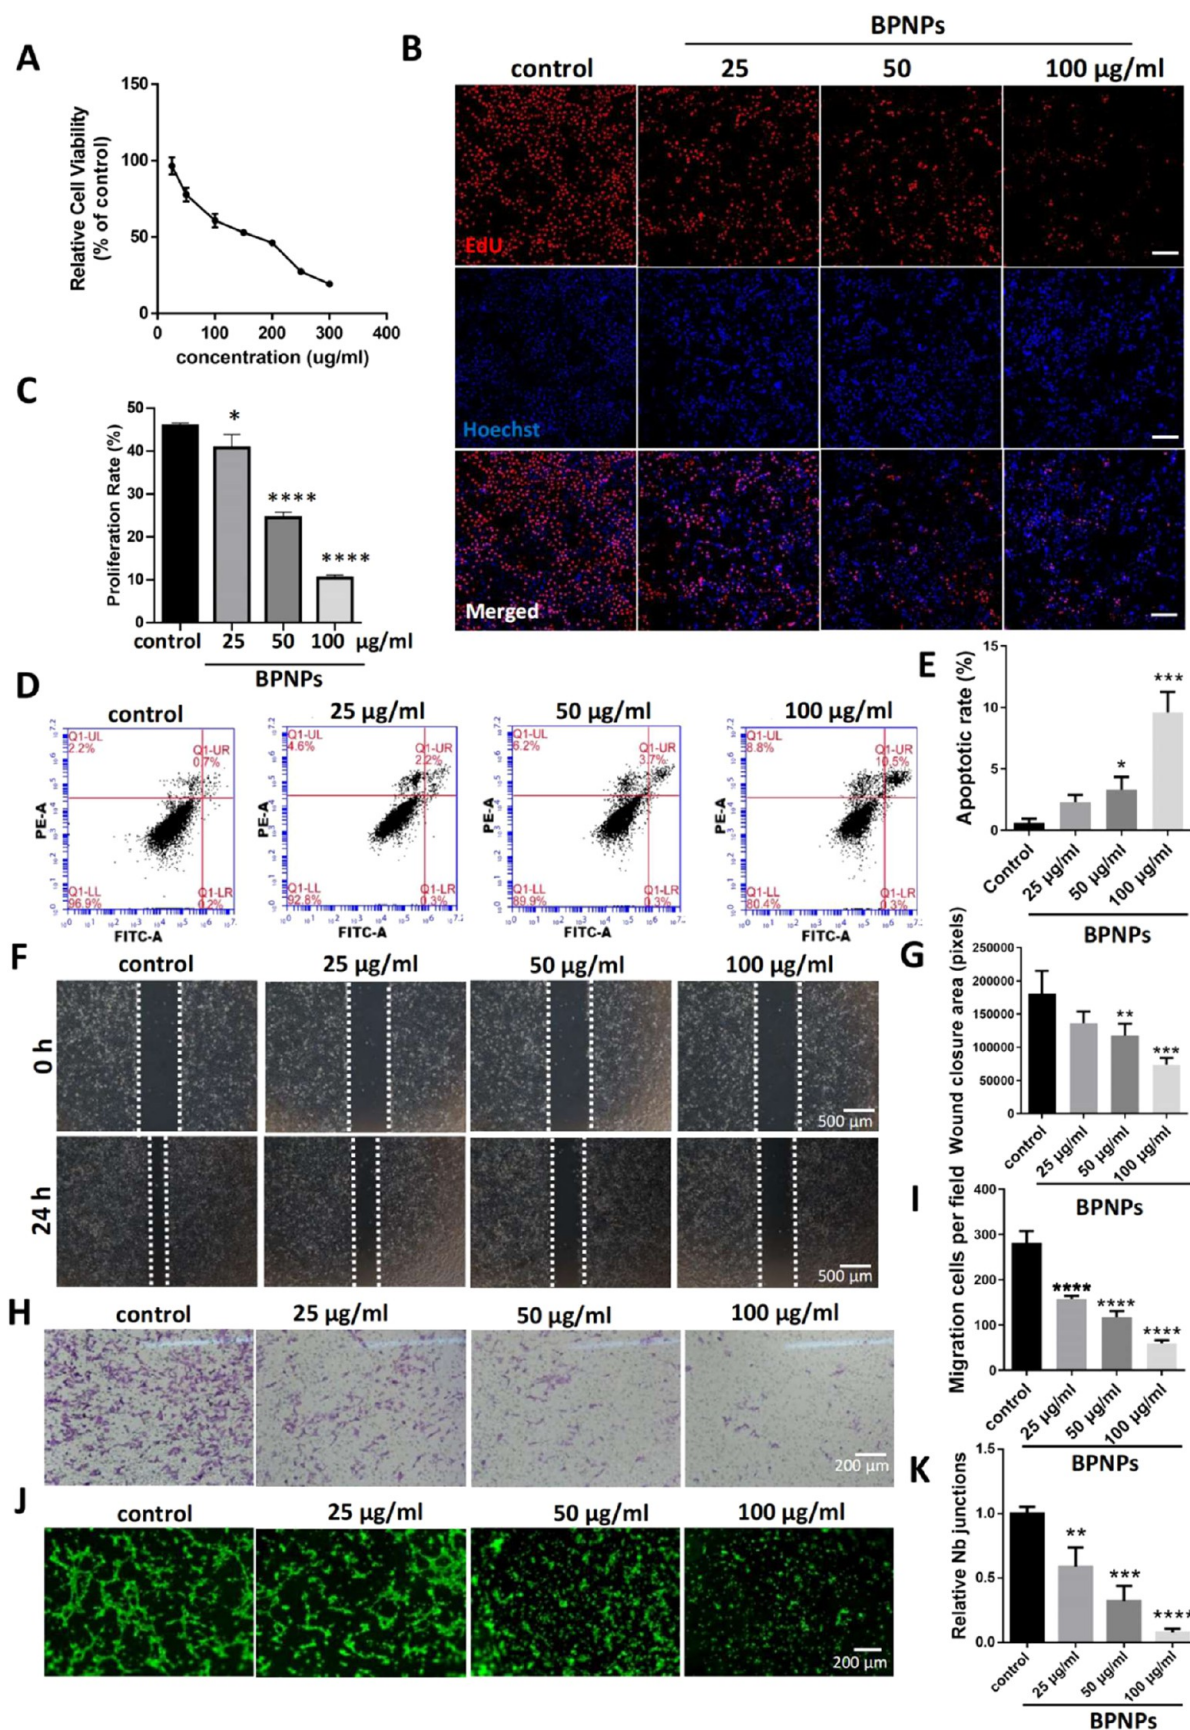 A
Relative Cell Viability
(% of control)
150
100
50
0
0 100 200 300 400
concentration (ug/ml)
B
BPNPs
control 25 50 100 μg/ml
EdU
Hoechst
Merged
C
Proliferation Rate (%)
50
40
30
20
10
0
*
****
****
control 25 50 100 μg/ml
BPNPs
D
control 25 μg/ml 50 μg/ml 100 μg/ml
Q1-UL
2.2%
Q1-UR
0.7%
Q1-LL
96.9%
Q1-LR
0.2%
PE-A
FITC-A
Q1-UL
4.6%
Q1-UR
2.2%
Q1-LL
92.8%
Q1-LR
0.3%
PE-A
FITC-A
Q1-UL
6.2%
Q1-UR
3.7%
Q1-LL
89.9%
Q1-LR
0.3%
PE-A
FITC-A
Q1-UL
8.8%
Q1-UR
10.5%
Q1-LL
80.4%
Q1-LR
0.3%
PE-A
FITC-A
E
Apoptotic rate (%)
15
10
5
0
*
***
Control 25 μg/ml 50 μg/ml 100 μg/ml
BPNPs
F
control 25 μg/ml 50 μg/ml 100 μg/ml
0 h
500 μm
24 h
500 μm
G
Wound closure area (pixels)
250000
200000
150000
100000
50000
0
**
***
control 25 μg/ml 50 μg/ml 100 μg/ml
BPNPs
H
control 25 μg/ml 50 μg/ml 100 μg/ml
200 μm
I
Migration cells per field
400
300
200
100
0
****
****
****
control 25 μg/ml 50 μg/ml 100 μg/ml
BPNPs
J
control 25 μg/ml 50 μg/ml 100 μg/ml
200 μm
K
Relative Nb junctions
1.5
1.0
0.5
0.0
**
***
****
control 25 μg/ml 50 μg/ml 100 μg/ml
BPNPs